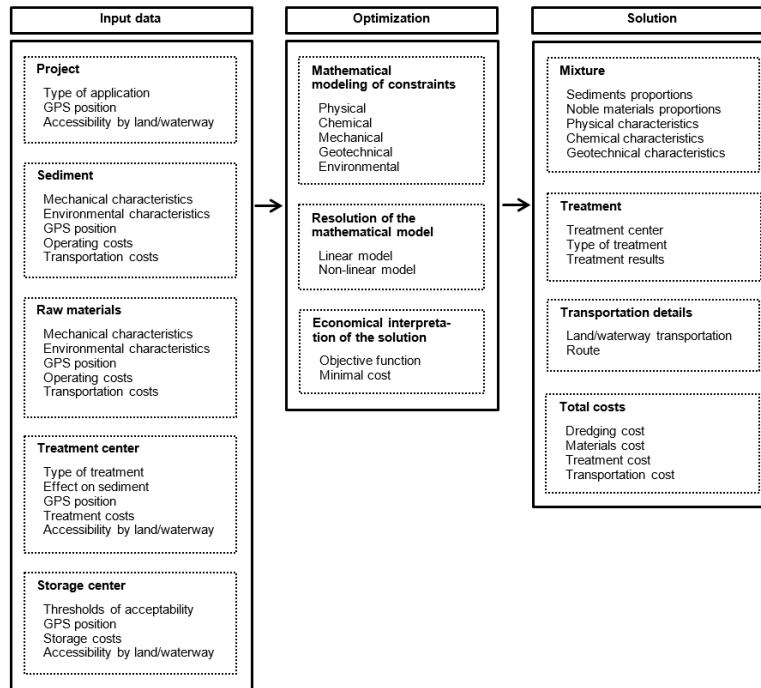 Input data
Project
Type of application
GPS position
Accessibility by land/waterway
Sediment
Mechanical characteristics
Environmental characteristics
GPS position
Operating costs
Transportation costs
Raw materials
Mechanical characteristics
Environmental characteristics
GPS position
Operating costs
Transportation costs
Treatment center
Type of treatment
Effect on sediment
GPS position
Treatment costs
Accessibility by land/waterway
Storage center
Thresholds of acceptability
GPS position
Storage costs
Accessibility by land/waterway
Optimization
Mathematical
modeling of constraints
Physical
Chemical
Mechanical
Geotechnical
Environmental
Resolution of the
mathematical model
Linear model
Non-linear model
Economical interpreta-
tion of the solution
Objective function
Minimal cost
Solution
Mixture
Sediments proportions
Noble materials proportions
Physical characteristics
Chemical characteristics
Geotechnical characteristics
Treatment
Treatment center
Type of treatment
Treatment results
Transportation details
Land/waterway transportation
Route
Total costs
Dredging cost
Materials cost
Treatment cost
Transportation cost